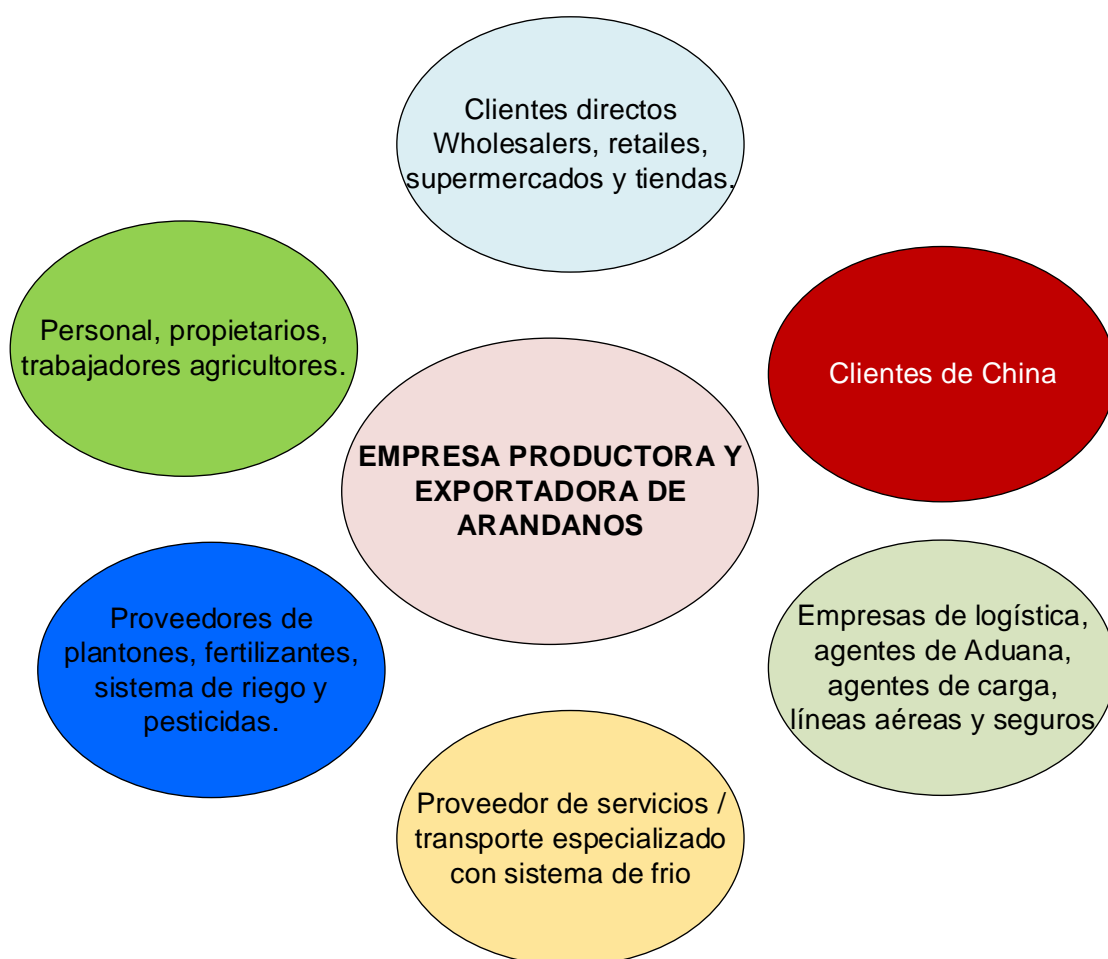 Clientes directos
Wholesalers, retailes,
supermercados y tiendas.
Personal, propietarios,
trabajadores agricultores.
Clientes de China
EMPRESA PRODUCTORA Y
EXPORTADORA DE
ARANDANOS
Proveedores de
plantones, fertilizantes,
sistema de riego y
pesticidas.
Empresas de logística,
agentes de Aduana,
agentes de carga,
líneas aéreas y seguros
Proveedor de servicios /
transporte especializado
con sistema de frio